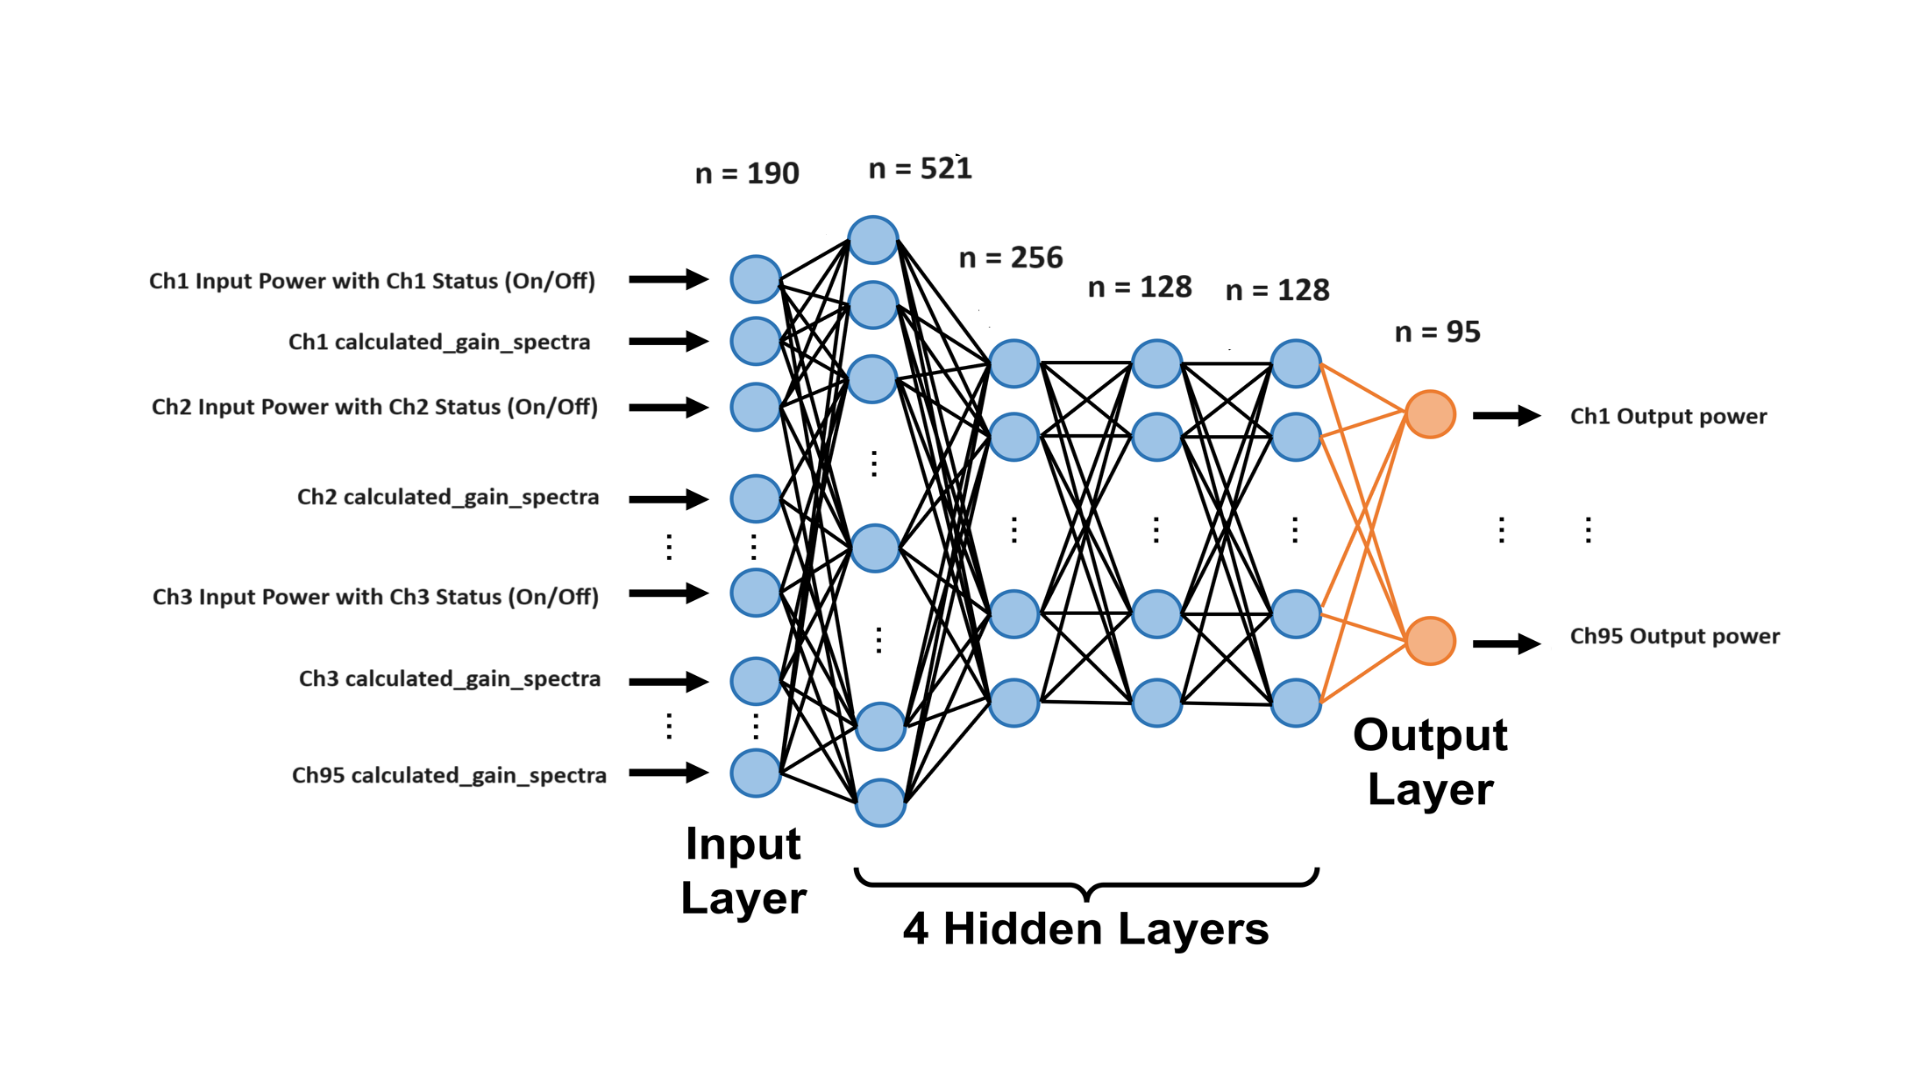 n = 190
n = 521
n = 256
n = 128
n = 128
n = 95
Ch1 Input Power with Ch1 Status (On/Off)
Ch1 calculated_gain_spectra
Ch2 Input Power with Ch2 Status (On/Off)
Ch2 calculated_gain_spectra
Ch3 Input Power with Ch3 Status (On/Off)
Ch3 calculated_gain_spectra
Ch95 calculated_gain_spectra
Ch1 Output power
Ch95 Output power
Input
Layer
4 Hidden Layers
Output
Layer